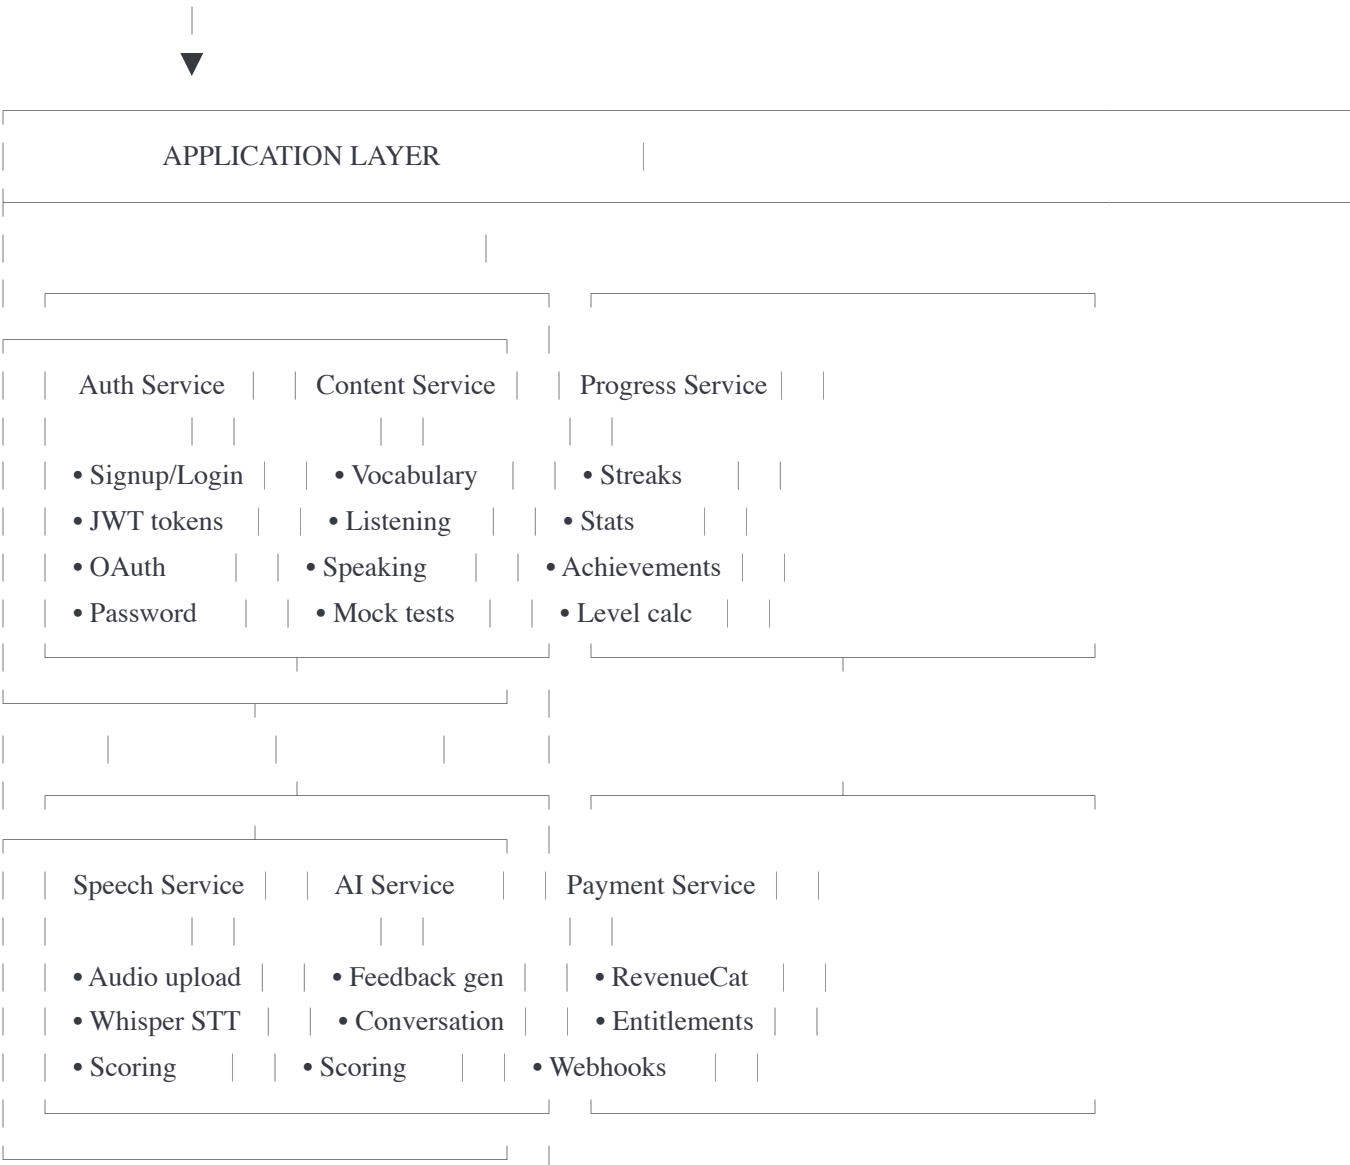 APPLICATION LAYER
Auth Service Content Service Progress Service
• Signup/Login • Vocabulary • Streaks
• JWT tokens • Listening • Stats
• OAuth • Speaking • Achievements
• Password • Mock tests • Level calc
Speech Service AI Service Payment Service
• Audio upload • Feedback gen • RevenueCat
• Whisper STT • Conversation • Entitlements
• Scoring • Scoring • Webhooks